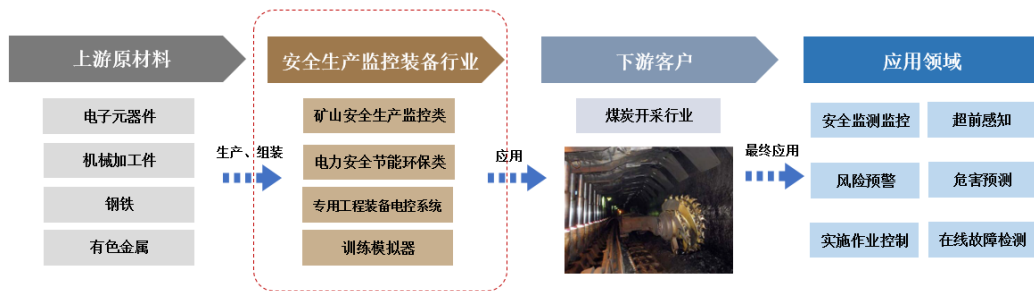 上游原材料
电子元器件
机械加工件
钢铁
有色金属
生产、组装
安全生产监控装备行业
矿山安全生产监控类
电力安全节能环保类
专用工程装备电控系统
训练模拟器
应用
下游客户
煤炭开采行业
最终应用
应用领域
安全监测监控
超前感知
风险预警
危害预测
实施作业控制
在线故障检测